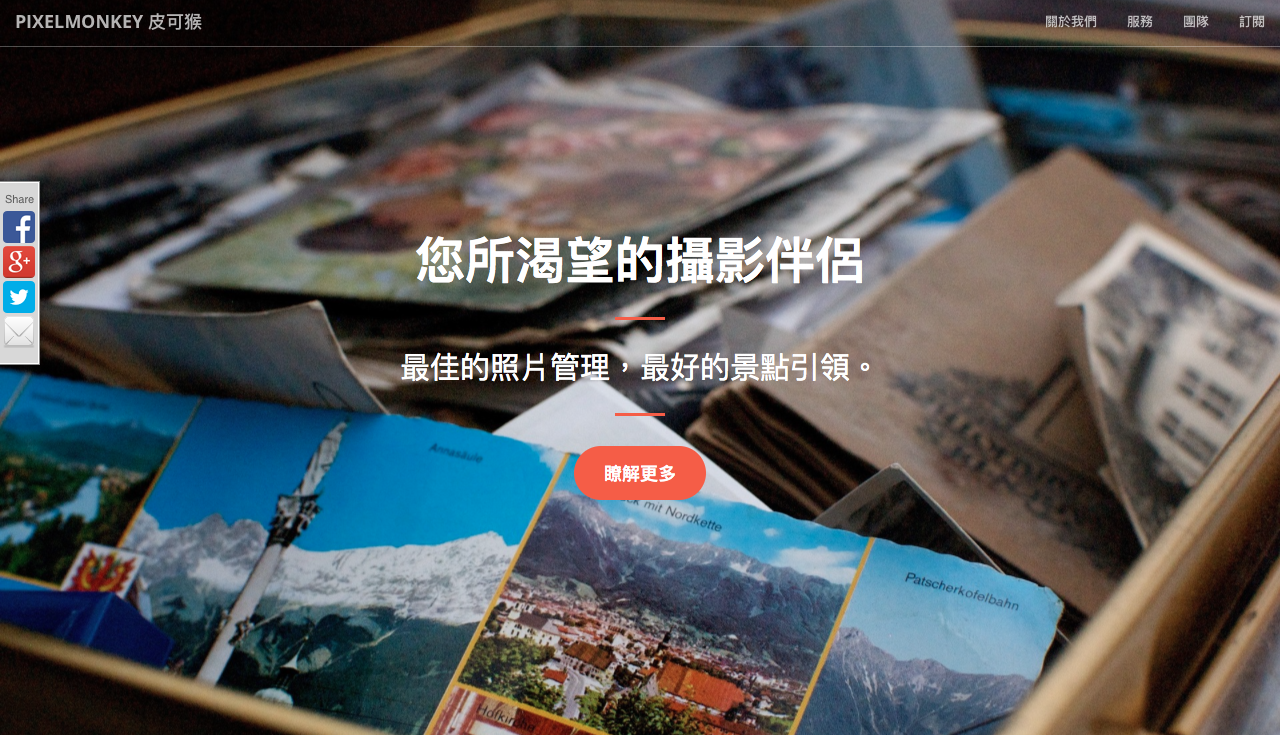 PIXELMONKEY 皮可猴
關於我們 服務 團隊 訂閱
Share
您所渴望的攝影伴侶
最佳的照片管理，最好的景點引領。
瞭解更多
Annasäule
mit Nordkette
Patscherkofelbahn
Hofkirche